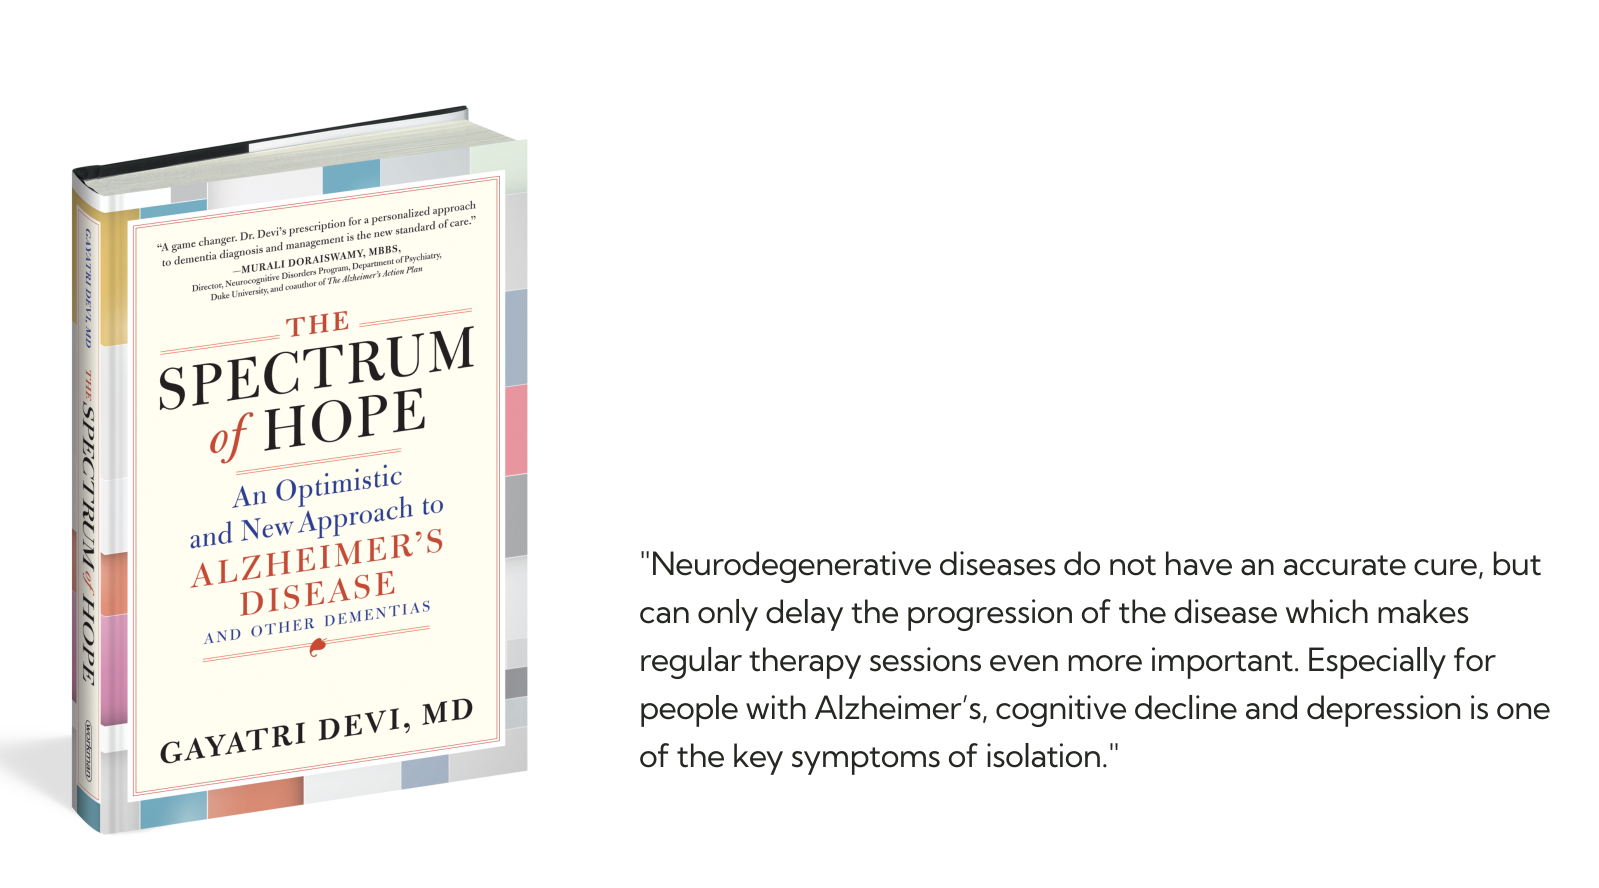 GAYATRI DEVI, MD THE SPECTRUM of HOPE workman
“A game changer. Dr. Devi’s prescription for a personalized approach
to dementia diagnosis and management is the new standard of care.”
—MURALI DORAISWAMY, MBBS,
Director, Neurocognitive Disorders Program, Department of Psychiatry,
Duke University, and coauthor of The Alzheimer’s Action Plan
THE
SPECTRUM
of HOPE
An Optimistic
and New Approach to
ALZHEIMER’S
DISEASE
AND OTHER DEMENTIAS
GAYATRI DEVI, MD
"Neurodegenerative diseases do not have an accurate cure, but
can only delay the progression of the disease which makes
regular therapy sessions even more important. Especially for
people with Alzheimer’s, cognitive decline and depression is one
of the key symptoms of isolation."